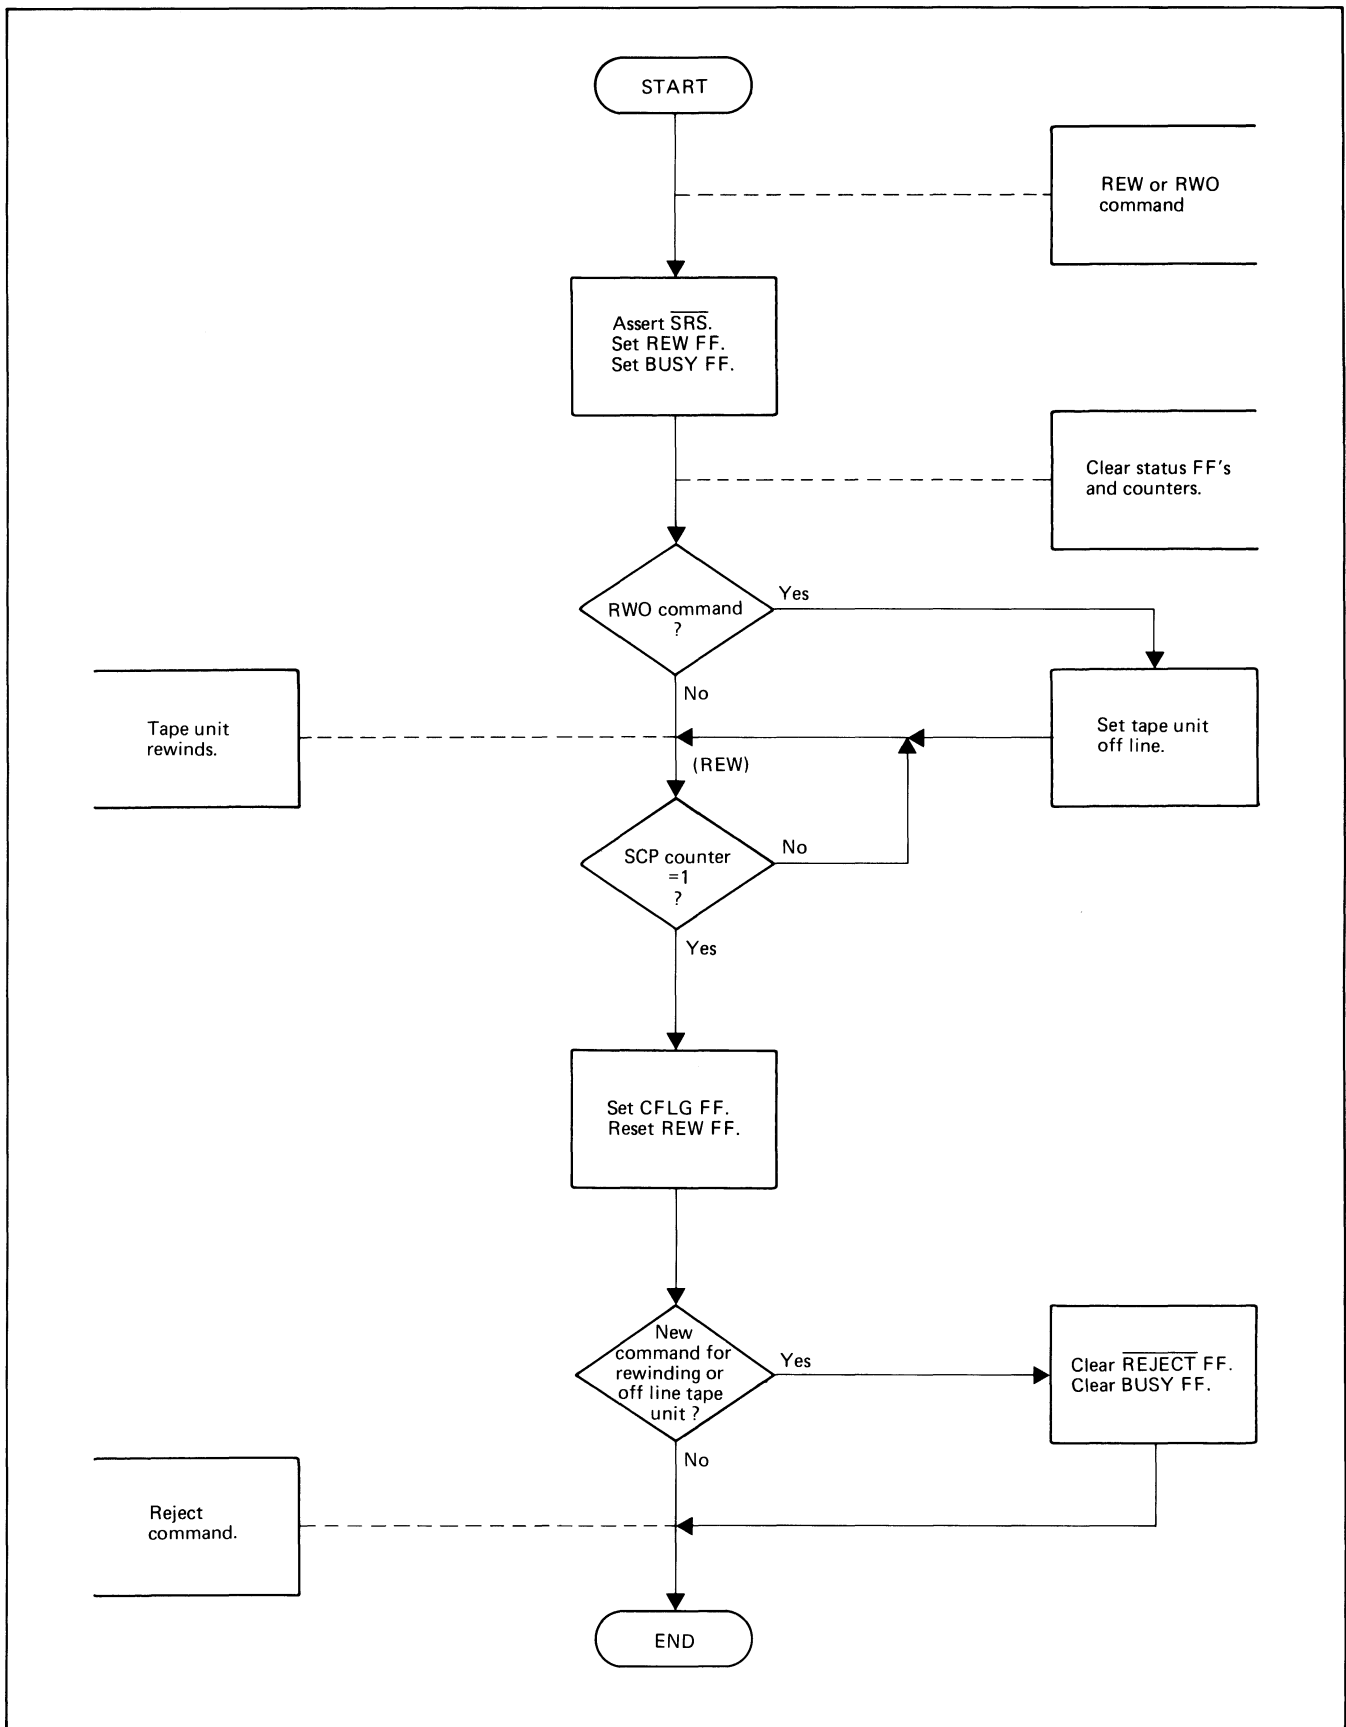 START
REW or RWO
command
Assert S̅R̅S̅.
Set REW FF.
Set BUSY FF.
Clear status FF's
and counters.
RWO command
?
Yes
No
Tape unit
rewinds.
Set tape unit
off line.
(REW)
SCP counter
=1
?
No
Yes
Set CFLG FF.
Reset REW FF.
New
command for
rewinding or
off line tape
unit ?
Yes
No
Clear R̅E̅J̅E̅C̅T̅ FF.
Clear BUSY FF.
Reject
command.
END